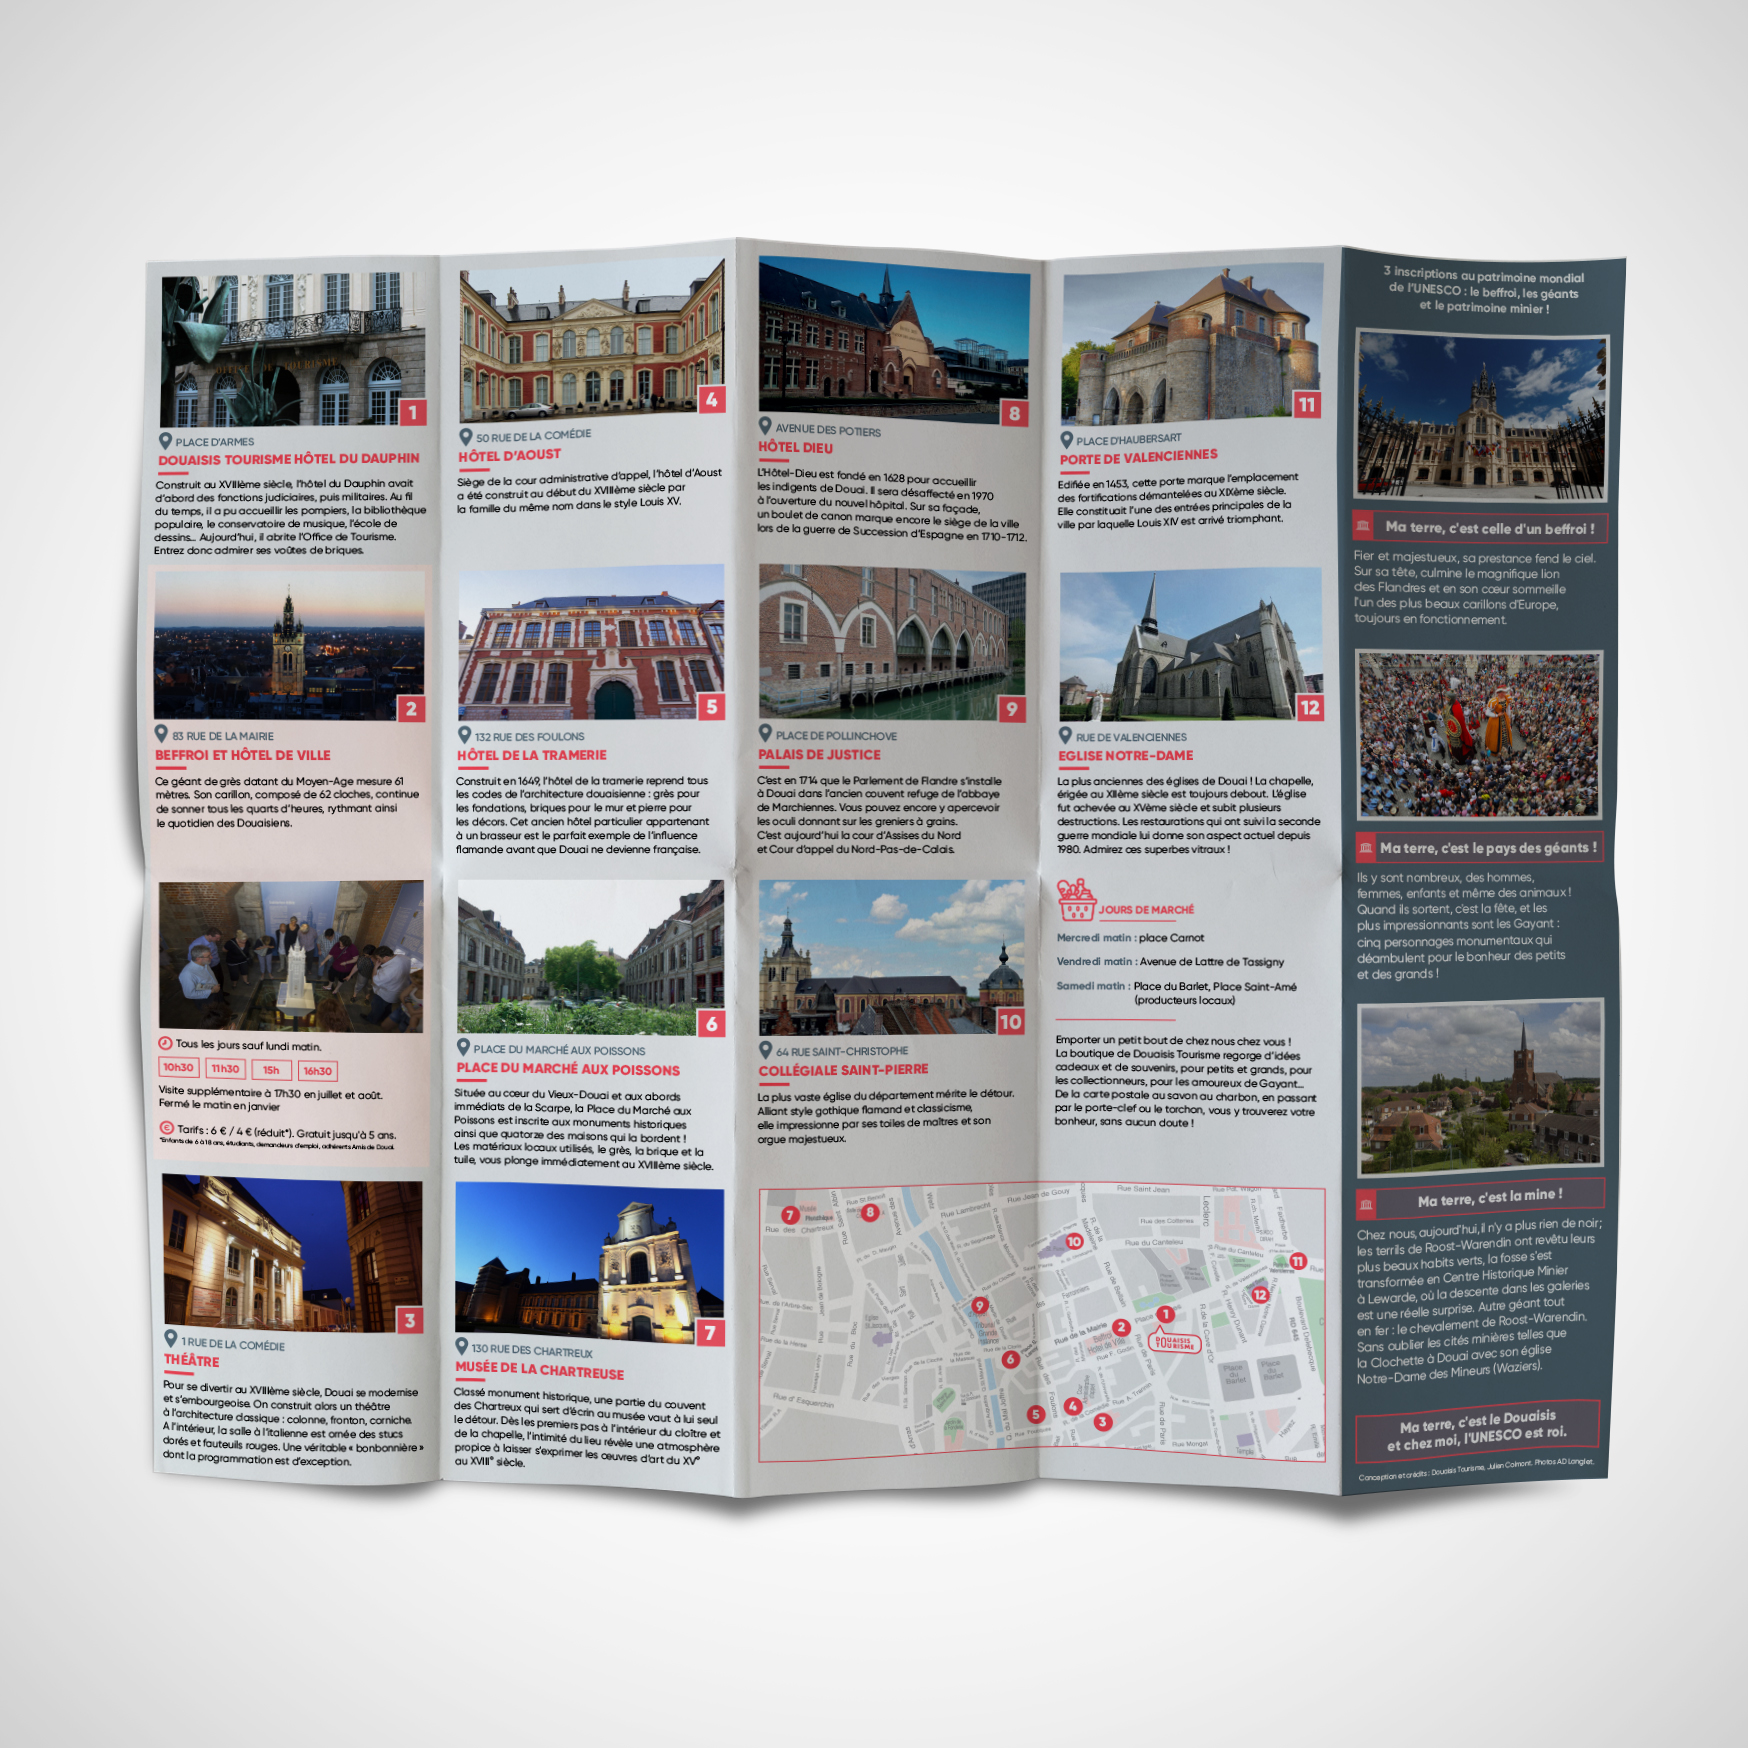 OFFICE DE TOURISME
1
PLACE D'ARMES
DOUAISIS TOURISME HÔTEL DU DAUPHIN
Construit au XVIIIème siècle, l'hôtel du Dauphin avait
d'abord des fonctions judiciaires, puis militaires. Au fil
du temps, il a pu accueillir les pompiers, la bibliothèque
populaire, le conservatoire de musique, l'école de
dessins... Aujourd'hui, il abrite l'Office de Tourisme.
Entrez donc admirer ses voûtes de briques.
2
83 RUE DE LA MAIRIE
BEFFROI ET HÔTEL DE VILLE
Ce géant de grès datant du Moyen-Age mesure 61
mètres. Son carillon, composé de 62 cloches, continue
de sonner tous les quarts d'heures, rythmant ainsi
le quotidien des Douaisiens.
Tous les jours sauf lundi matin.
10h30 11h30 15h 16h30
Visite supplémentaire à 17h30 en juillet et août.
Fermé le matin en janvier
Tarifs : 6 € / 4 € (réduit*). Gratuit jusqu'à 5 ans.
*Enfants de 6 à 18 ans, étudiants, demandeurs d'emploi, adhérents Amis de Douai.
3
1 RUE DE LA COMÉDIE
THÉÂTRE
Pour se divertir au XVIIIème siècle, Douai se modernise
et s'embourgeoise. On construit alors un théâtre
à l'architecture classique : colonne, fronton, corniche.
A l'intérieur, la salle à l'italienne est ornée des stucs
dorés et fauteuils rouges. Une véritable « bonbonnière »
dont la programmation est d'exception.
4
50 RUE DE LA COMÉDIE
HÔTEL D'AOUST
Siège de la cour administrative d'appel, l'hôtel d'Aoust
a été construit au début du XVIIIème siècle par
la famille du même nom dans le style Louis XV.
5
132 RUE DES FOULONS
HÔTEL DE LA TRAMERIE
Construit en 1649, l'hôtel de la tramerie reprend tous
les codes de l'architecture douaisienne : grès pour
les fondations, briques pour le mur et pierre pour
les décors. Cet ancien hôtel particulier appartenant
à un brasseur est le parfait exemple de l'influence
flamande avant que Douai ne devienne française.
6
PLACE DU MARCHÉ AUX POISSONS
PLACE DU MARCHÉ AUX POISSONS
Située au cœur du Vieux-Douai et aux abords
immédiats de la Scarpe, la Place du Marché aux
Poissons est inscrite aux monuments historiques
ainsi que quatorze des maisons qui la bordent !
Les matériaux locaux utilisés, le grès, la brique et la
tuile, vous plonge immédiatement au XVIIIème siècle.
7
130 RUE DES CHARTREUX
MUSÉE DE LA CHARTREUSE
Classé monument historique, une partie du couvent
des Chartreux qui sert d'écrin au musée vaut à lui seul
le détour. Dès les premiers pas à l'intérieur du cloître et
de la chapelle, l'intimité du lieu révèle une atmosphère
propice à laisser s'exprimer les œuvres d'art du XV°
au XVIII° siècle.
8
AVENUE DES POTIERS
HÔTEL DIEU
L'Hôtel-Dieu est fondé en 1628 pour accueillir
les indigents de Douai. Il sera désaffecté en 1970
à l'ouverture du nouvel hôpital. Sur sa façade,
un boulet de canon marque encore le siège de la ville
lors de la guerre de Succession d'Espagne en 1710-1712.
9
PLACE DE POLLINCHOVE
PALAIS DE JUSTICE
C'est en 1714 que le Parlement de Flandre s'installe
à Douai dans l'ancien couvent refuge de l'abbaye
de Marchiennes. Vous pouvez encore y apercevoir
les oculi donnant sur les greniers à grains.
C'est aujourd'hui la cour d'Assises du Nord
et Cour d'appel du Nord-Pas-de-Calais.
10
64 RUE SAINT-CHRISTOPHE
COLLÉGIALE SAINT-PIERRE
La plus vaste église du département mérite le détour.
Alliant style gothique flamand et classicisme,
elle impressionne par ses toiles de maîtres et son
orgue majestueux.
11
PLACE D'HAUBERSART
PORTE DE VALENCIENNES
Edifiée en 1453, cette porte marque l'emplacement
des fortifications démantelées au XIXème siècle.
Elle constituait l'une des entrées principales de la
ville par laquelle Louis XIV est arrivé triomphant.
12
RUE DE VALENCIENNES
EGLISE NOTRE-DAME
La plus anciennes des églises de Douai ! La chapelle,
érigée au XIIème siècle est toujours debout. L'église
fut achevée au XVème siècle et subit plusieurs
destructions. Les restaurations qui ont suivi la seconde
guerre mondiale lui donne son aspect actuel depuis
1980. Admirez ces superbes vitraux !
JOURS DE MARCHÉ
Mercredi matin : place Carnot
Vendredi matin : Avenue de Lattre de Tassigny
Samedi matin : Place du Barlet, Place Saint-Amé
(producteurs locaux)
Emporter un petit bout de chez nous chez vous !
La boutique de Douaisis Tourisme regorge d'idées
cadeaux et de souvenirs, pour petits et grands, pour
les collectionneurs, pour les amoureux de Gayant...
De la carte postale au savon au charbon, en passant
par le porte-clef ou le torchon, vous y trouverez votre
bonheur, sans aucun doute !
Rue Jean de Gouy
Rue Saint Jean
Rue St Benoit
Rue Lambrecht
Rue des Chartreux
Rue des Cottenes
Rue du Canteleu
Leclerc
Faidherbe
7
8
10
11
12
9
1
2
6
5
4
3
Rue de la Mairie
Hôtel de Ville
Rue F. Godin
DOUAISIS
TOURISME
Place
du
Barlet
Place
du
Barlet
RD 643
Rue d'Esquerchin
Rue de Paris
Rue Monget
Temple
3 inscriptions au patrimoine mondial
de l'UNESCO : le beffroi, les géants
et le patrimoine minier !
Ma terre, c'est celle d'un beffroi !
Fier et majestueux, sa prestance fend le ciel.
Sur sa tête, culmine le magnifique lion
des Flandres et en son cœur sommeille
l'un des plus beaux carillons d'Europe,
toujours en fonctionnement.
Ma terre, c'est le pays des géants !
Ils y sont nombreux, des hommes,
femmes, enfants et même des animaux !
Quand ils sortent, c'est la fête, et les
plus impressionnants sont les Gayant :
cinq personnages monumentaux qui
déambulent pour le bonheur des petits
et des grands !
Ma terre, c'est la mine !
Chez nous, aujourd'hui, il n'y a plus rien de noir ;
les terrils de Roost-Warendin ont revêtu leurs
plus beaux habits verts, la fosse s'est
transformée en Centre Historique Minier
à Lewarde, où la descente dans les galeries
est une réelle surprise. Autre géant tout
en fer : le chevalement de Roost-Warendin.
Sans oublier les cités minières telles que
la Clochette à Douai avec son église
Notre-Dame des Mineurs (Waziers).
Ma terre, c'est le Douaisis
et chez moi, l'UNESCO est roi.
Conception et crédits : Douaisis Tourisme, Julien Colmont. Photos AD Langlet.